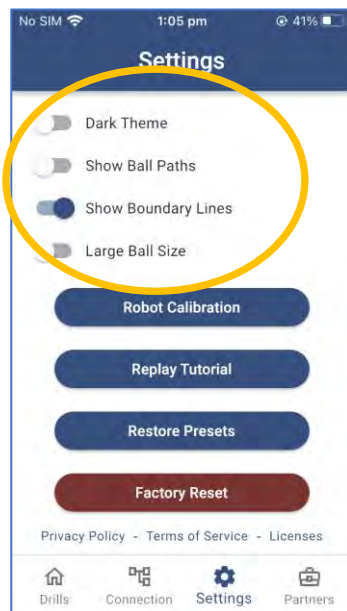 No SIM 1:05 pm 41%
Settings
Dark Theme
Show Ball Paths
Show Boundary Lines
Large Ball Size
Robot Calibration
Replay Tutorial
Restore Presets
Factory Reset
Privacy Policy - Terms of Service - Licenses
Drills Connection Settings Partners